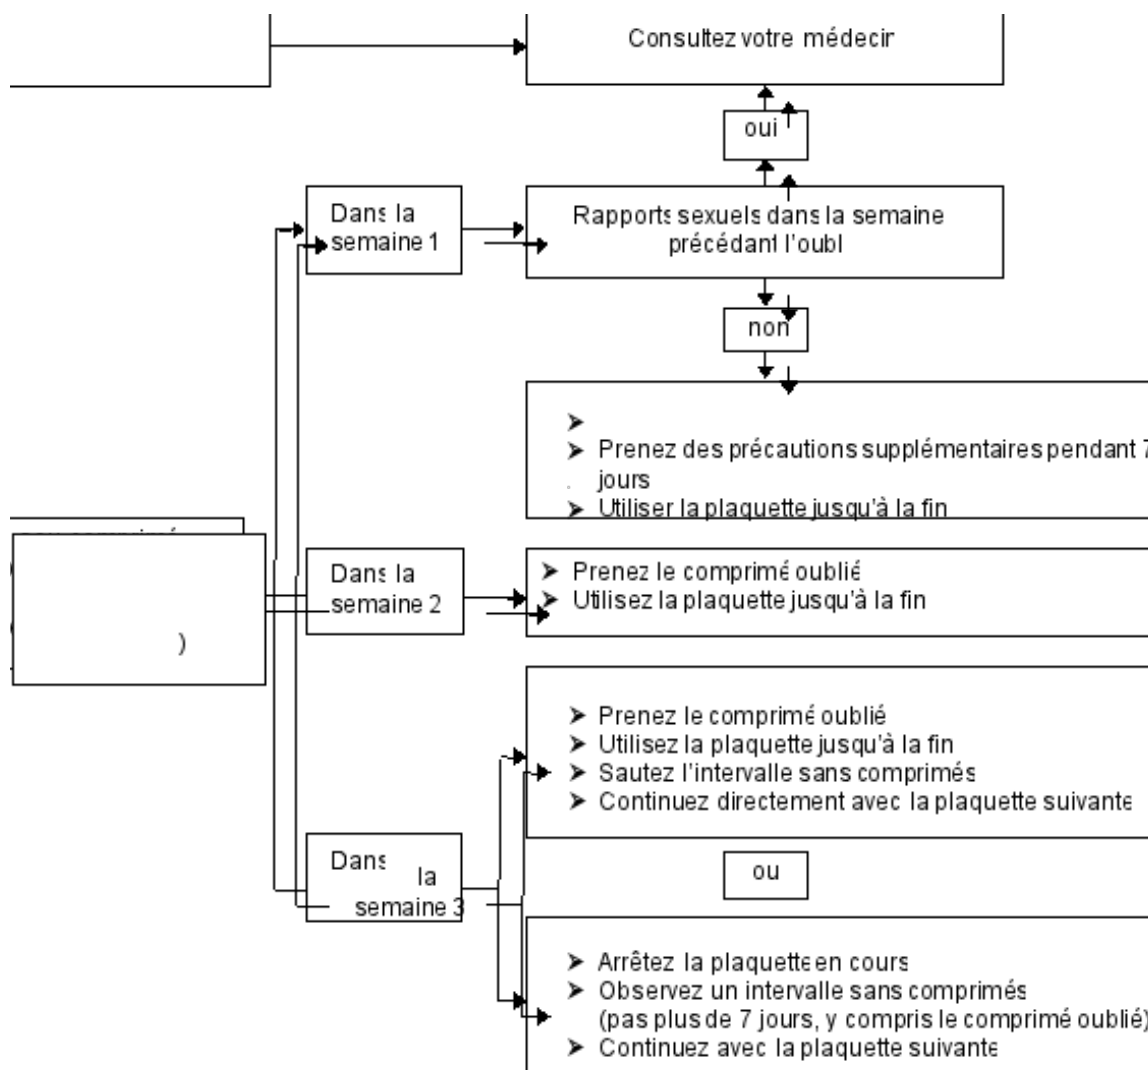 Consultez votre médecin
oui
Dans la
semaine 1
Rapports sexuels dans la semaine
précédant l'oubl
non
Prenez des précautions supplémentaires pendant 7
jours
Utiliser la plaquette jusqu'à la fin
Dans la
semaine 2
Prenez le comprimé oublié
Utilisez la plaquette jusqu'à la fin
)
Prenez le comprimé oublié
Utilisez la plaquette jusqu'à la fin
Sautez l'intervalle sans comprimés
Continuez directement avec la plaquette suivante
ou
Dans
la
semaine 3
Arrêtez la plaquette en cours
Observez un intervalle sans comprimés
(pas plus de 7 jours, y compris le comprimé oublié)
Continuez avec la plaquette suivante